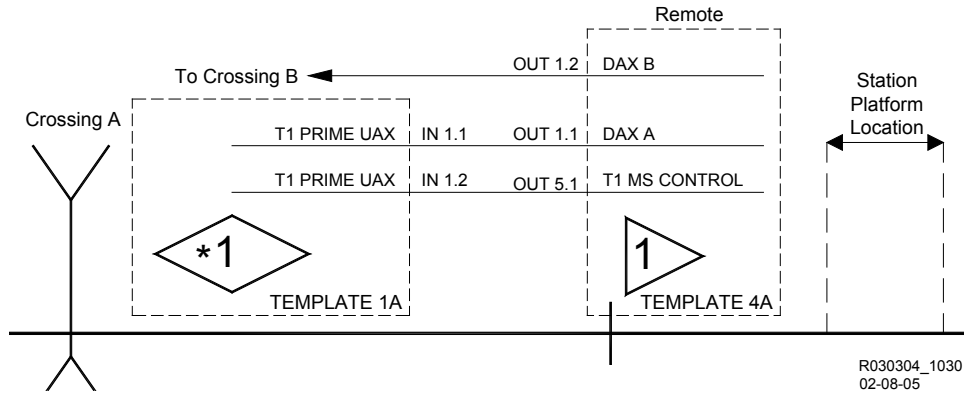 Remote
OUT 1.2 DAX B
To Crossing B
Station
Platform
Location
Crossing A
T1 PRIME UAX IN 1.1 OUT 1.1 DAX A
T1 PRIME UAX IN 1.2 OUT 5.1 T1 MS CONTROL
*1
1
TEMPLATE 1A
TEMPLATE 4A
R030304_1030
02-08-05